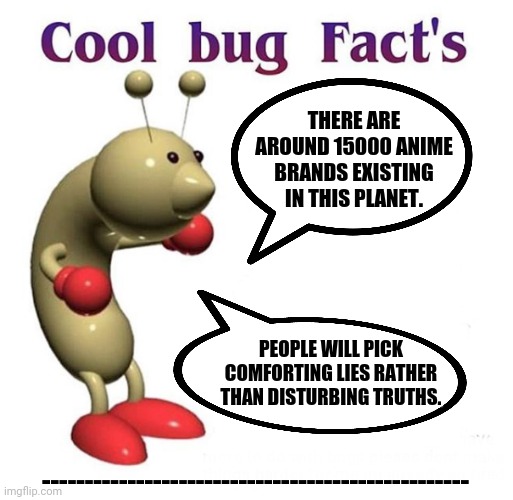 Cool bug Fact's
THERE ARE
AROUND 15000 ANIME
BRANDS EXISTING
IN THIS PLANET.
PEOPLE WILL PICK
COMFORTING LIES RATHER
THAN DISTURBING TRUTHS.
--------------------------------------------------
imgflip.com